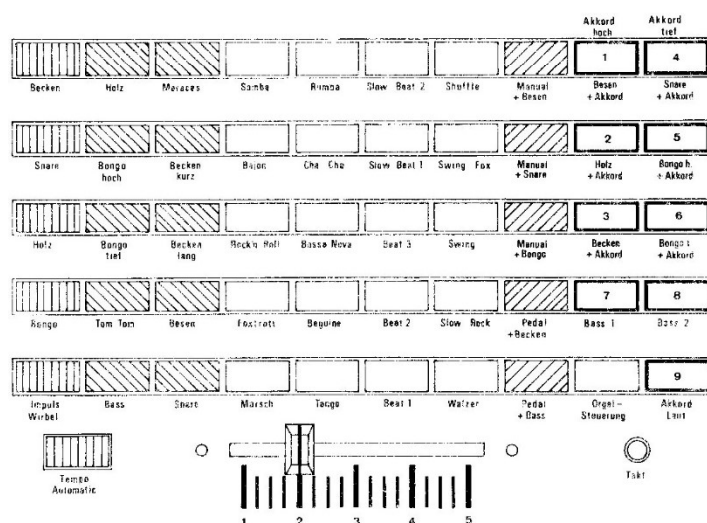 Akkord hoch
Akkord tief
1 4
Becken Holz Maracas Samba Rumba Slow Beat 2 Shuffle Manual + Besen Besen + Akkord Snare + Akkord
2 5
Snare Bongo hoch Becken kurz Bajon Cha Cha Slow Beat 1 Swing Fox Manual + Snare Holz + Akkord Bongo h. + Akkord
3 6
Holz Bongo tief Becken lang Rock'n Roll Bossa Nova Beat 3 Swing Manual + Bongo Becken + Akkord Bongo t. + Akkord
7 8
Bongo Tom Tom Besen Foxtrott Beguine Beat 2 Slow Rock Pedal + Becken Bass 1 Bass 2
9
Impuls Wirbel Bass Snare Marsch Tango Beat 1 Walzer Pedal + Bass Orgel- Steuerung Akkord Laut
Tempo Automatic
Takt
1 2 3 4 5